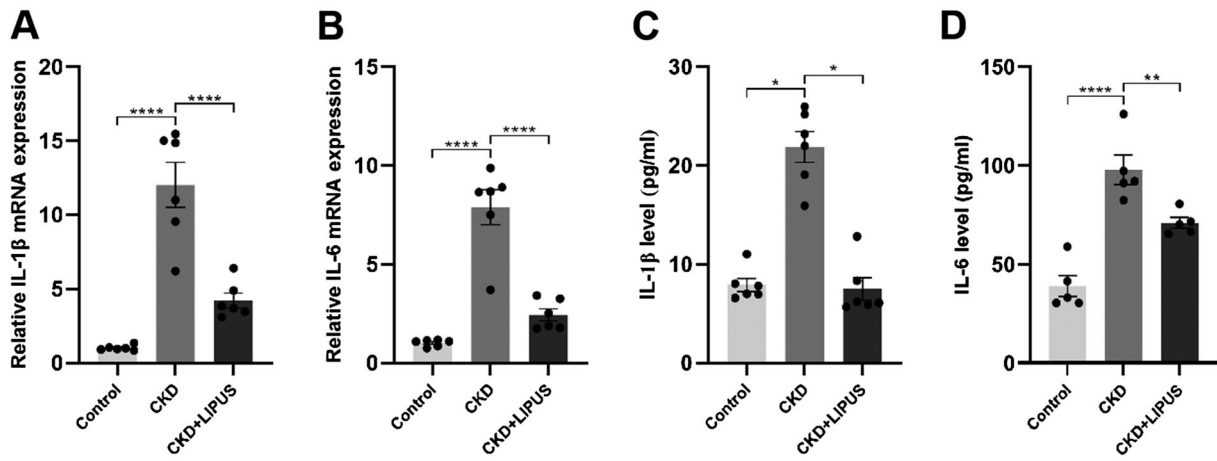 A
Relative IL-1β mRNA expression
20
15
10
5
0
****
****
Control
CKD
CKD+LIPUS
B
Relative IL-6 mRNA expression
15
10
5
0
****
****
Control
CKD
CKD+LIPUS
C
IL-1β level (pg/ml)
30
20
10
0
*
*
Control
CKD
CKD+LIPUS
D
IL-6 level (pg/ml)
150
100
50
0
****
**
Control
CKD
CKD+LIPUS